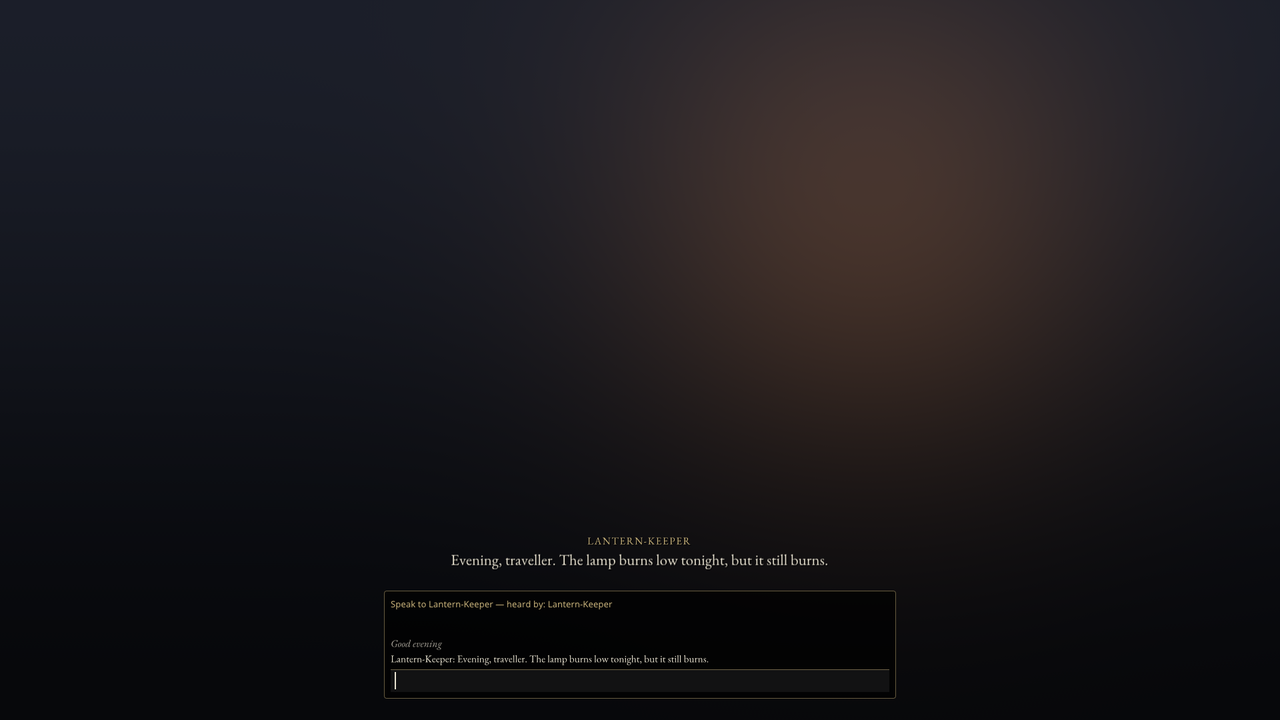 LANTERN-KEEPER
Evening, traveller. The lamp burns low tonight, but it still burns.
Speak to Lantern-Keeper — heard by: Lantern-Keeper
Good evening
Lantern-Keeper: Evening, traveller. The lamp burns low tonight, but it still burns.